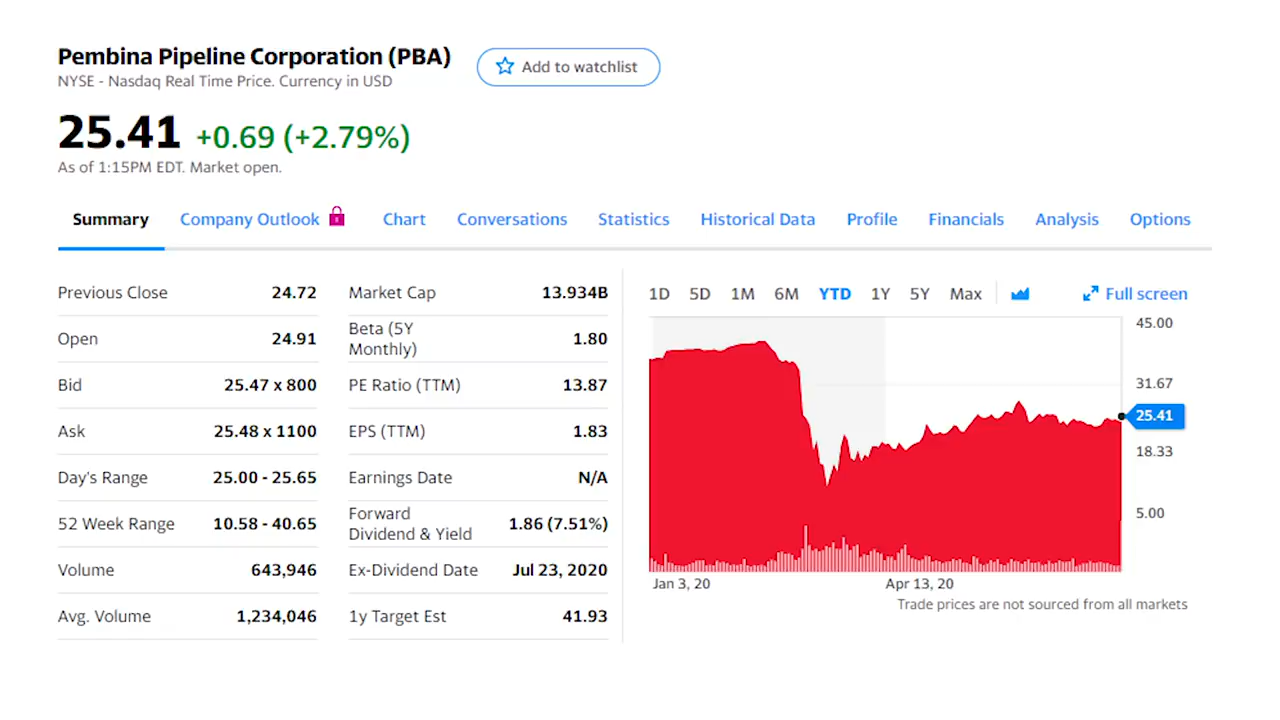 Pembina Pipeline Corporation (PBA)
Add to watchlist
NYSE - Nasdaq Real Time Price. Currency in USD
25.41 +0.69 (+2.79%)
As of 1:15PM EDT. Market open.
Summary Company Outlook Chart Conversations Statistics Historical Data Profile Financials Analysis Options
Previous Close 24.72
Open 24.91
Bid 25.47 x 800
Ask 25.48 x 1100
Day's Range 25.00 - 25.65
52 Week Range 10.58 - 40.65
Volume 643,946
Avg. Volume 1,234,046
Market Cap 13.934B
Beta (5Y
Monthly) 1.80
PE Ratio (TTM) 13.87
EPS (TTM) 1.83
Earnings Date N/A
Forward
Dividend & Yield 1.86 (7.51%)
Ex-Dividend Date Jul 23, 2020
1y Target Est 41.93
1D 5D 1M 6M YTD 1Y 5Y Max Full screen
45.00
31.67
25.41
18.33
5.00
Jan 3, 20 Apr 13, 20
Trade prices are not sourced from all markets